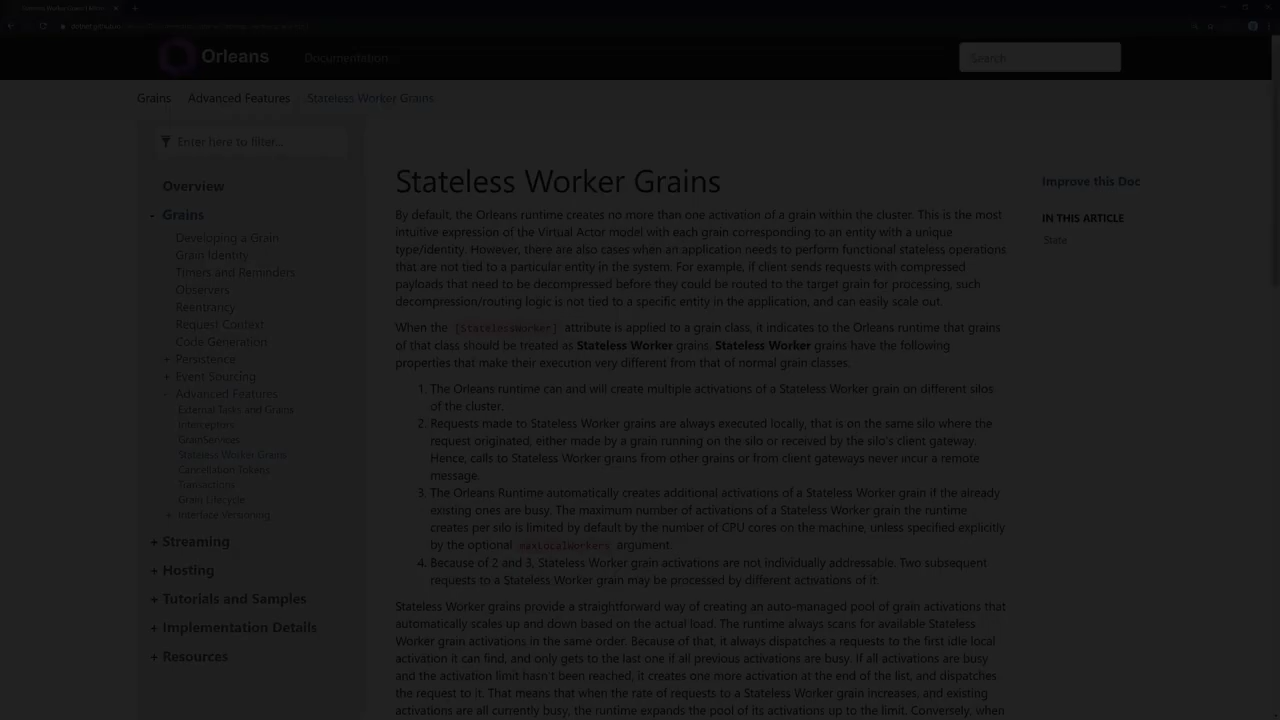 Orleans
Documentation
Search
Grains
Advanced Features
Stateless Worker Grains
Enter here to filter...
Overview
- Grains
Developing a Grain
Grain Identity
Timers and Reminders
Observers
Reentrancy
Request Context
Code Generation
+ Persistence
+ Event Sourcing
- Advanced Features
External Tasks and Grains
Interceptors
GrainServices
Stateless Worker Grains
Cancellation Tokens
Transactions
Grain Lifecycle
+ Interface Versioning
+ Streaming
+ Hosting
+ Tutorials and Samples
+ Implementation Details
+ Resources
Stateless Worker Grains
By default, the Orleans runtime creates no more than one activation of a grain within the cluster. This is the most
intuitive expression of the Virtual Actor model with each grain corresponding to an entity with a unique
type/identity. However, there are also cases when an application needs to perform functional stateless operations
that are not tied to a particular entity in the system. For example, if client sends requests with compressed
payloads that need to be decompressed before they could be routed to the target grain for processing, such
decompression/routing logic is not tied to a specific entity in the application, and can easily scale out.
When the [StatelessWorker] attribute is applied to a grain class, it indicates to the Orleans runtime that grains
of that class should be treated as Stateless Worker grains. Stateless Worker grains have the following
properties that make their execution very different from that of normal grain classes.
1. The Orleans runtime can and will create multiple activations of a Stateless Worker grain on different silos
of the cluster.
2. Requests made to Stateless Worker grains are always executed locally, that is on the same silo where the
request originated, either made by a grain running on the silo or received by the silo's client gateway.
Hence, calls to Stateless Worker grains from other grains or from client gateways never incur a remote
message.
3. The Orleans Runtime automatically creates additional activations of a Stateless Worker grain if the already
existing ones are busy. The maximum number of activations of a Stateless Worker grain the runtime
creates per silo is limited by default by the number of CPU cores on the machine, unless specified explicitly
by the optional maxLocalWorkers argument.
4. Because of 2 and 3, Stateless Worker grain activations are not individually addressable. Two subsequent
requests to a Stateless Worker grain may be processed by different activations of it.
Stateless Worker grains provide a straightforward way of creating an auto-managed pool of grain activations that
automatically scales up and down based on the actual load. The runtime always scans for available Stateless
Worker grain activations in the same order. Because of that, it always dispatches a requests to the first idle local
activation it can find, and only gets to the last one if all previous activations are busy. If all activations are busy
and the activation limit hasn't been reached, it creates one more activation at the end of the list, and dispatches
the request to it. That means that when the rate of requests to a Stateless Worker grain increases, and existing
activations are all currently busy, the runtime expands the pool of its activations up to the limit. Conversely, when
Improve this Doc
IN THIS ARTICLE
State